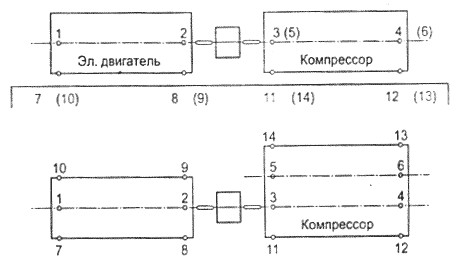 1 2 3 (5) 4 (6)
Эл. двигатель Компрессор
7 (10) 8 (9) 11 (14) 12 (13)
14 13
10 9 5 6
1 2 3 4
Компрессор
7 8 11 12